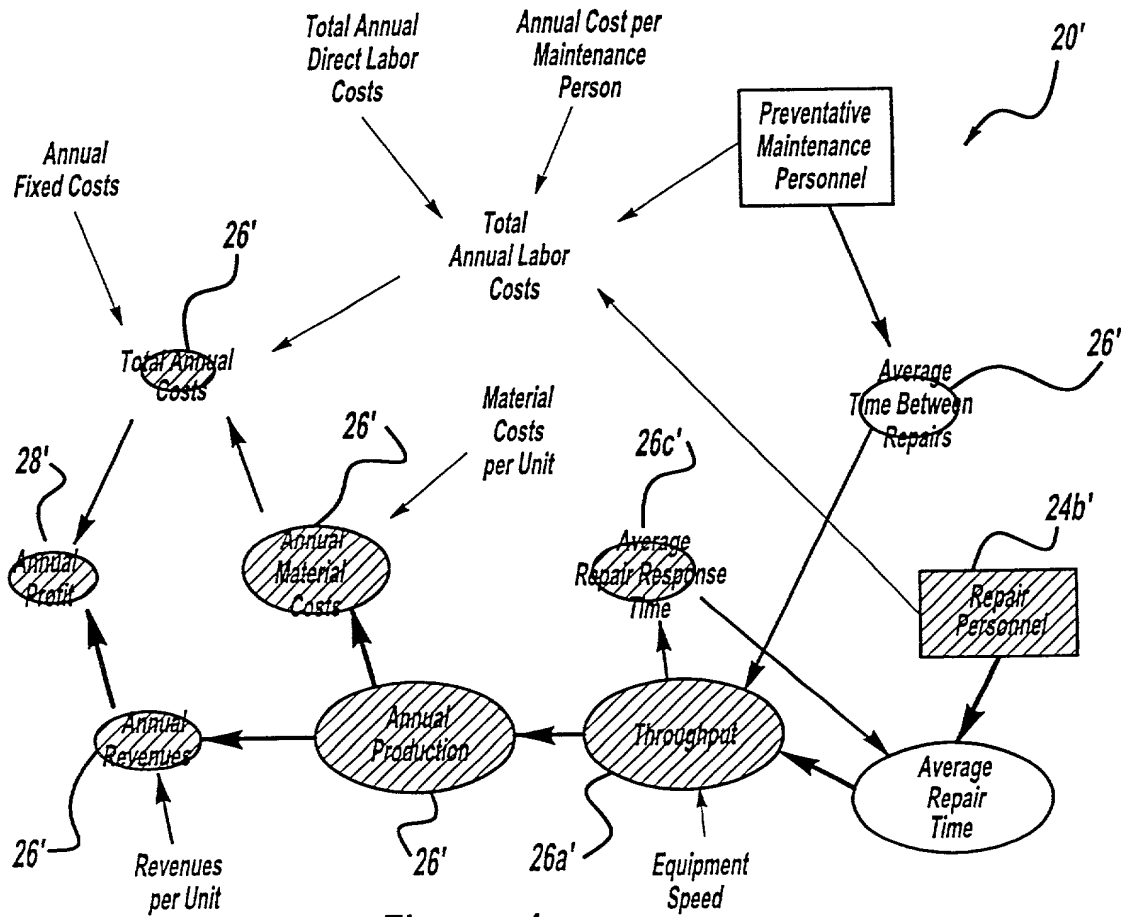 Total Annual
Direct Labor
Costs
Annual Cost per
Maintenance
Person
20'
Preventative
Maintenance
Personnel
Annual
Fixed Costs
26'
Total
Annual Labor
Costs
Total Annual
Costs
26'
Average
Time Between
Repairs
Material
Costs
per Unit
26'
26c'
28'
24b'
Annual
Profit
Annual
Material
Costs
Average
Repair Response
Time
Repair
Personnel
Annual
Revenues
Annual
Production
Throughput
Average
Repair
Time
26'
Revenues
per Unit
26'
26a'
Equipment
Speed